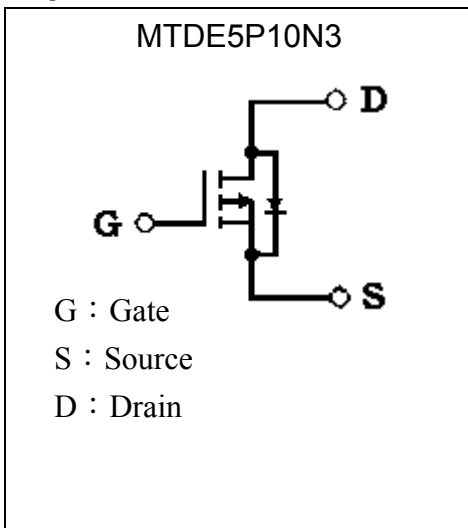 MTDE5P10N3
D
G
S
G：Gate
S：Source
D：Drain